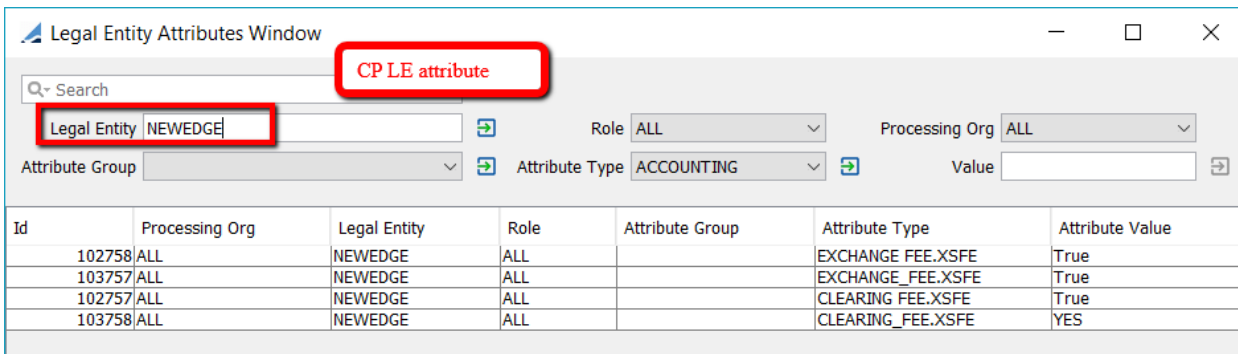 Legal Entity Attributes Window
CP LE attribute
Search
Legal Entity NEWEDGE Role ALL Processing Org ALL
Attribute Group Attribute Type ACCOUNTING Value
Id Processing Org Legal Entity Role Attribute Group Attribute Type Attribute Value
102758 ALL NEWEDGE ALL EXCHANGE FEE.XSFE True
103757 ALL NEWEDGE ALL EXCHANGE_FEE.XSFE True
102757 ALL NEWEDGE ALL CLEARING FEE.XSFE True
103758 ALL NEWEDGE ALL CLEARING_FEE.XSFE YES